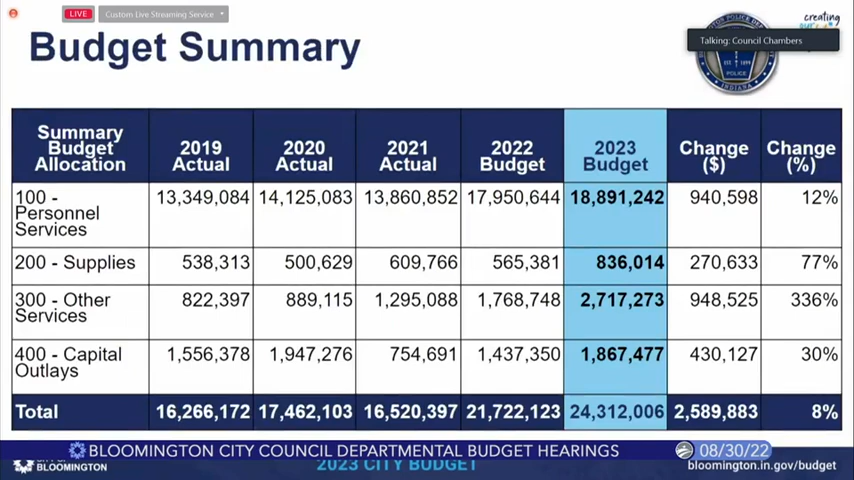 LIVE
Custom Live Streaming Service
creating
Talking: Council Chambers
Budget Summary
EST. 1899
POLICE
INDIANA
Summary Budget Allocation 2019 Actual 2020 Actual 2021 Actual 2022 Budget 2023 Budget Change ($) Change (%)
100 - Personnel Services 13,349,084 14,125,083 13,860,852 17,950,644 18,891,242 940,598 12%
200 - Supplies 538,313 500,629 609,766 565,381 836,014 270,633 77%
300 - Other Services 822,397 889,115 1,295,088 1,768,748 2,717,273 948,525 336%
400 - Capital Outlays 1,556,378 1,947,276 754,691 1,437,350 1,867,477 430,127 30%
Total 16,266,172 17,462,103 16,520,397 21,722,123 24,312,006 2,589,883 8%
BLOOMINGTON CITY COUNCIL DEPARTMENTAL BUDGET HEARINGS 08/30/22
BLOOMINGTON 2023 CITY BUDGET bloomington.in.gov/budget